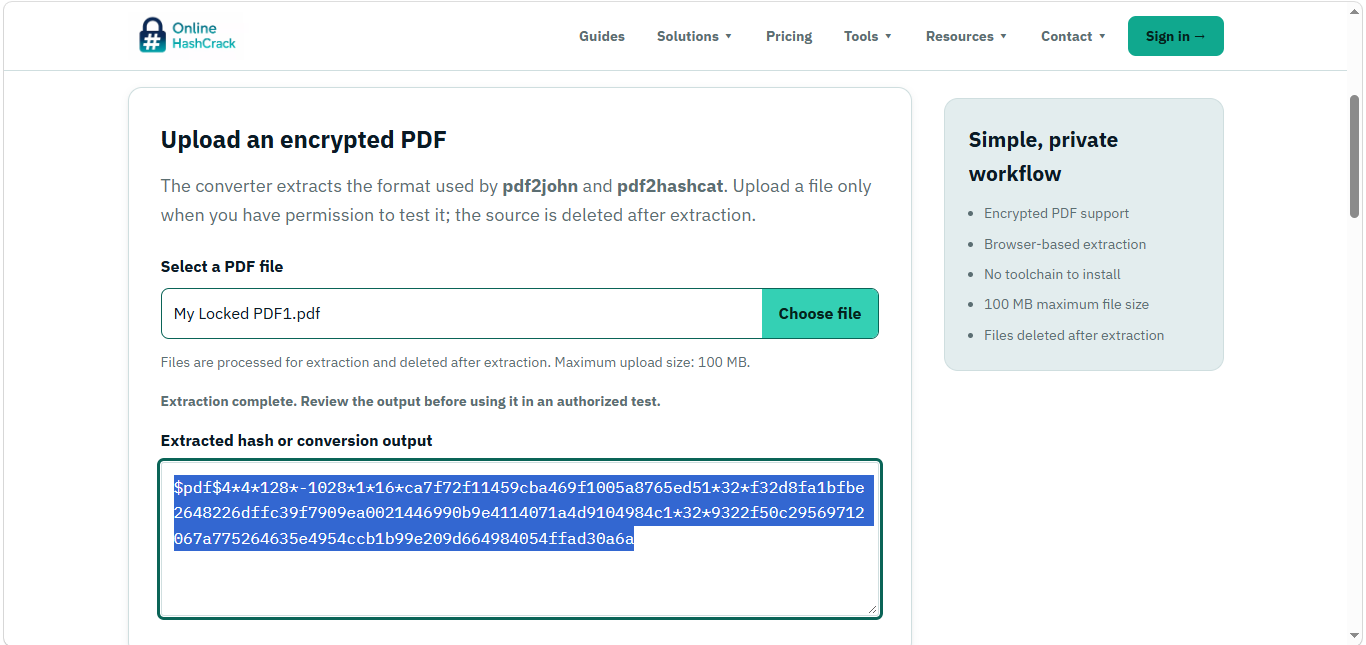 Online
HashCrack
Guides
Solutions
Pricing
Tools
Resources
Contact
Sign in →
Upload an encrypted PDF
The converter extracts the format used by pdf2john and pdf2hashcat. Upload a file only
when you have permission to test it; the source is deleted after extraction.
Select a PDF file
My Locked PDF1.pdf
Choose file
Files are processed for extraction and deleted after extraction. Maximum upload size: 100 MB.
Extraction complete. Review the output before using it in an authorized test.
Extracted hash or conversion output
$pdf$4*4*128*-1028*1*16*ca7f72f11459cba469f1005a8765ed51*32*f32d8fa1bfbe
2648226dffc39f7909ea0021446990b9e4114071a4d9104984c1*32*9322f50c29569712
067a775264635e4954ccb1b99e209d664984054ffad30a6a
Simple, private
workflow
• Encrypted PDF support
• Browser-based extraction
• No toolchain to install
• 100 MB maximum file size
• Files deleted after extraction